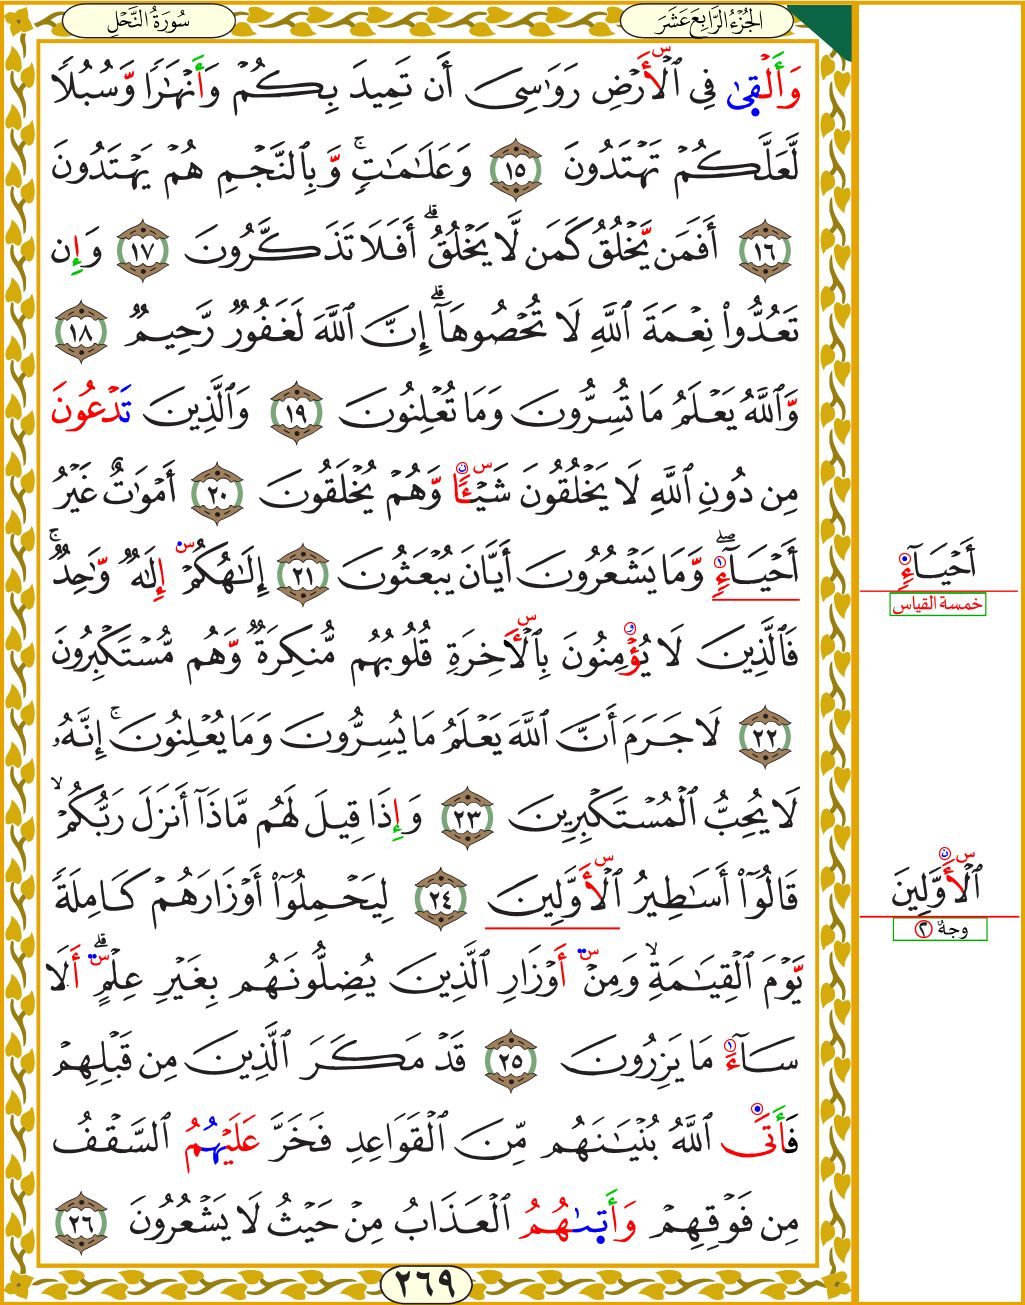 سُورَةُ النَّحْلِ
الجُزْءُ الرَّابِعَ عَشَرَ
وَأَلْقَىٰ فِي ٱلْأَرْضِ رَوَٰسِيَ أَن تَمِيدَ بِكُمْ وَأَنْهَٰرًا وَّسُبُلًا
لَّعَلَّكُمْ تَهْتَدُونَ ١٥ وَعَلَٰمَٰتٍۚ وَّبِالنَّجْمِ هُمْ يَهْتَدُونَ
١٦ أَفَمَن يَّخْلُقُ كَمَن لَّا يَخْلُقُۗ أَفَلَا تَذَكَّرُونَ ١٧ وَإِن
تَعُدُّوا۟ نِعْمَةَ ٱللَّهِ لَا تُحْصُوهَآۗ إِنَّ ٱللَّهَ لَغَفُورٌ رَّحِيمٌ ١٨
وَّٱللَّهُ يَعْلَمُ مَا تُسِرُّونَ وَمَا تُعْلِنُونَ ١٩ وَٱلَّذِينَ تَدْعُونَ
مِن دُونِ ٱللَّهِ لَا يَخْلُقُونَ شَيْـًٔا وَّهُمْ يُخْلَقُونَ ٢٠ أَمْوَٰتٌ غَيْرُ
أَحْيَآءٍۖ وَّمَا يَشْعُرُونَ أَيَّانَ يُبْعَثُونَ ٢١ إِلَٰهُكُمْ إِلَٰهٌ وَّٰحِدٌۚ
فَٱلَّذِينَ لَا يُؤْمِنُونَ بِٱلْأَخِرَةِ قُلُوبُهُم مُّنكِرَةٌ وَّهُم مُّسْتَكْبِرُونَ
٢٢ لَا جَرَمَ أَنَّ ٱللَّهَ يَعْلَمُ مَا يُسِرُّونَ وَمَا يُعْلِنُونَۚ إِنَّهُۥ
لَا يُحِبُّ ٱلْمُسْتَكْبِرِينَ ٢٣ وَإِذَا قِيلَ لَهُم مَّاذَآ أَنزَلَ رَبُّكُمْۙ
قَالُوٓا۟ أَسَٰطِيرُ ٱلْأَوَّلِينَ ٢٤ لِيَحْمِلُوٓا۟ أَوْزَارَهُمْ كَامِلَةً
يَّوْمَ ٱلْقِيَٰمَةِۙ وَمِنْ أَوْزَارِ ٱلَّذِينَ يُضِلُّونَهُم بِغَيْرِ عِلْمٍۗ أَلَا
سَآءَ مَا يَزِرُونَ ٢٥ قَدْ مَكَرَ ٱلَّذِينَ مِن قَبْلِهِمْ
فَأَتَى ٱللَّهُ بُنْيَٰنَهُم مِّنَ ٱلْقَوَاعِدِ فَخَرَّ عَلَيْهُمُ ٱلسَّقْفُ
مِن فَوْقِهِمْ وَأَتَىٰهُمُ ٱلْعَذَابُ مِنْ حَيْثُ لَا يَشْعُرُونَ ٢٦
أَحْيَآءٍ
خمسة القياس
ٱلْأَوَّلِينَ
وجهٌ ٢
٢٦٩